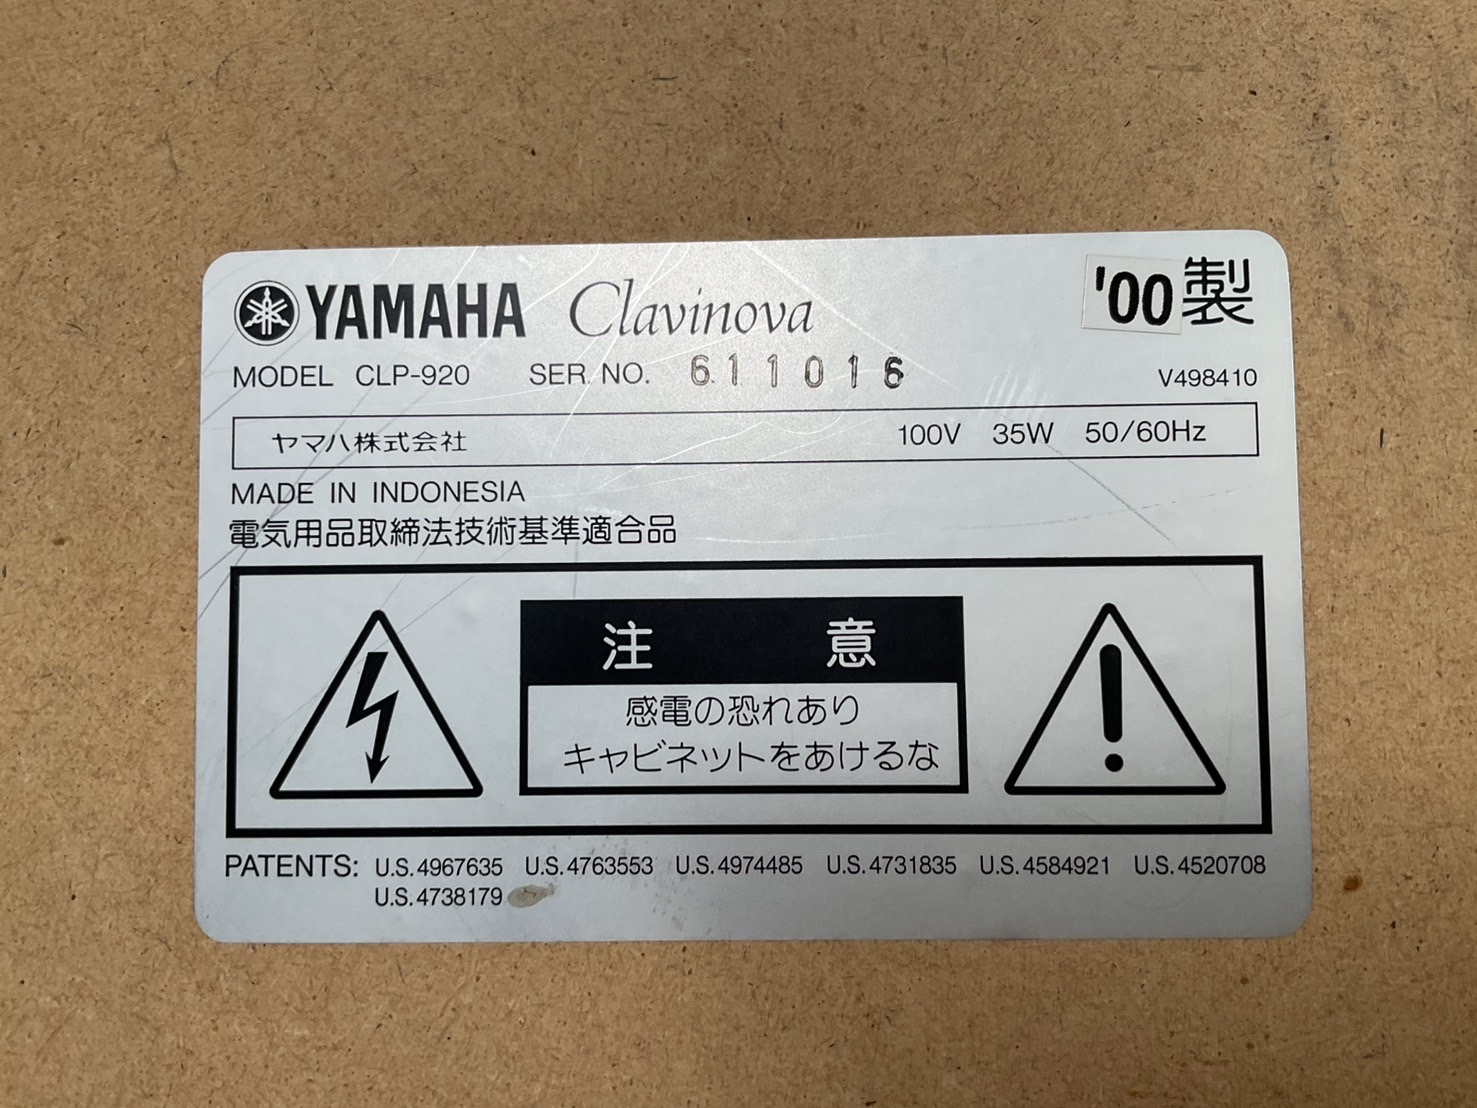 YAMAHA Clavinova '00製
MODEL CLP-920 SER. NO. 611016 V498410
ヤマハ株式会社 100V 35W 50/60Hz
MADE IN INDONESIA
電気用品取締法技術基準適合品
注意
感電の恐れあり
キャビネットをあけるな
PATENTS: U.S.4967635 U.S.4763553 U.S.4974485 U.S.4731835 U.S.4584921 U.S.4520708
U.S.4738179